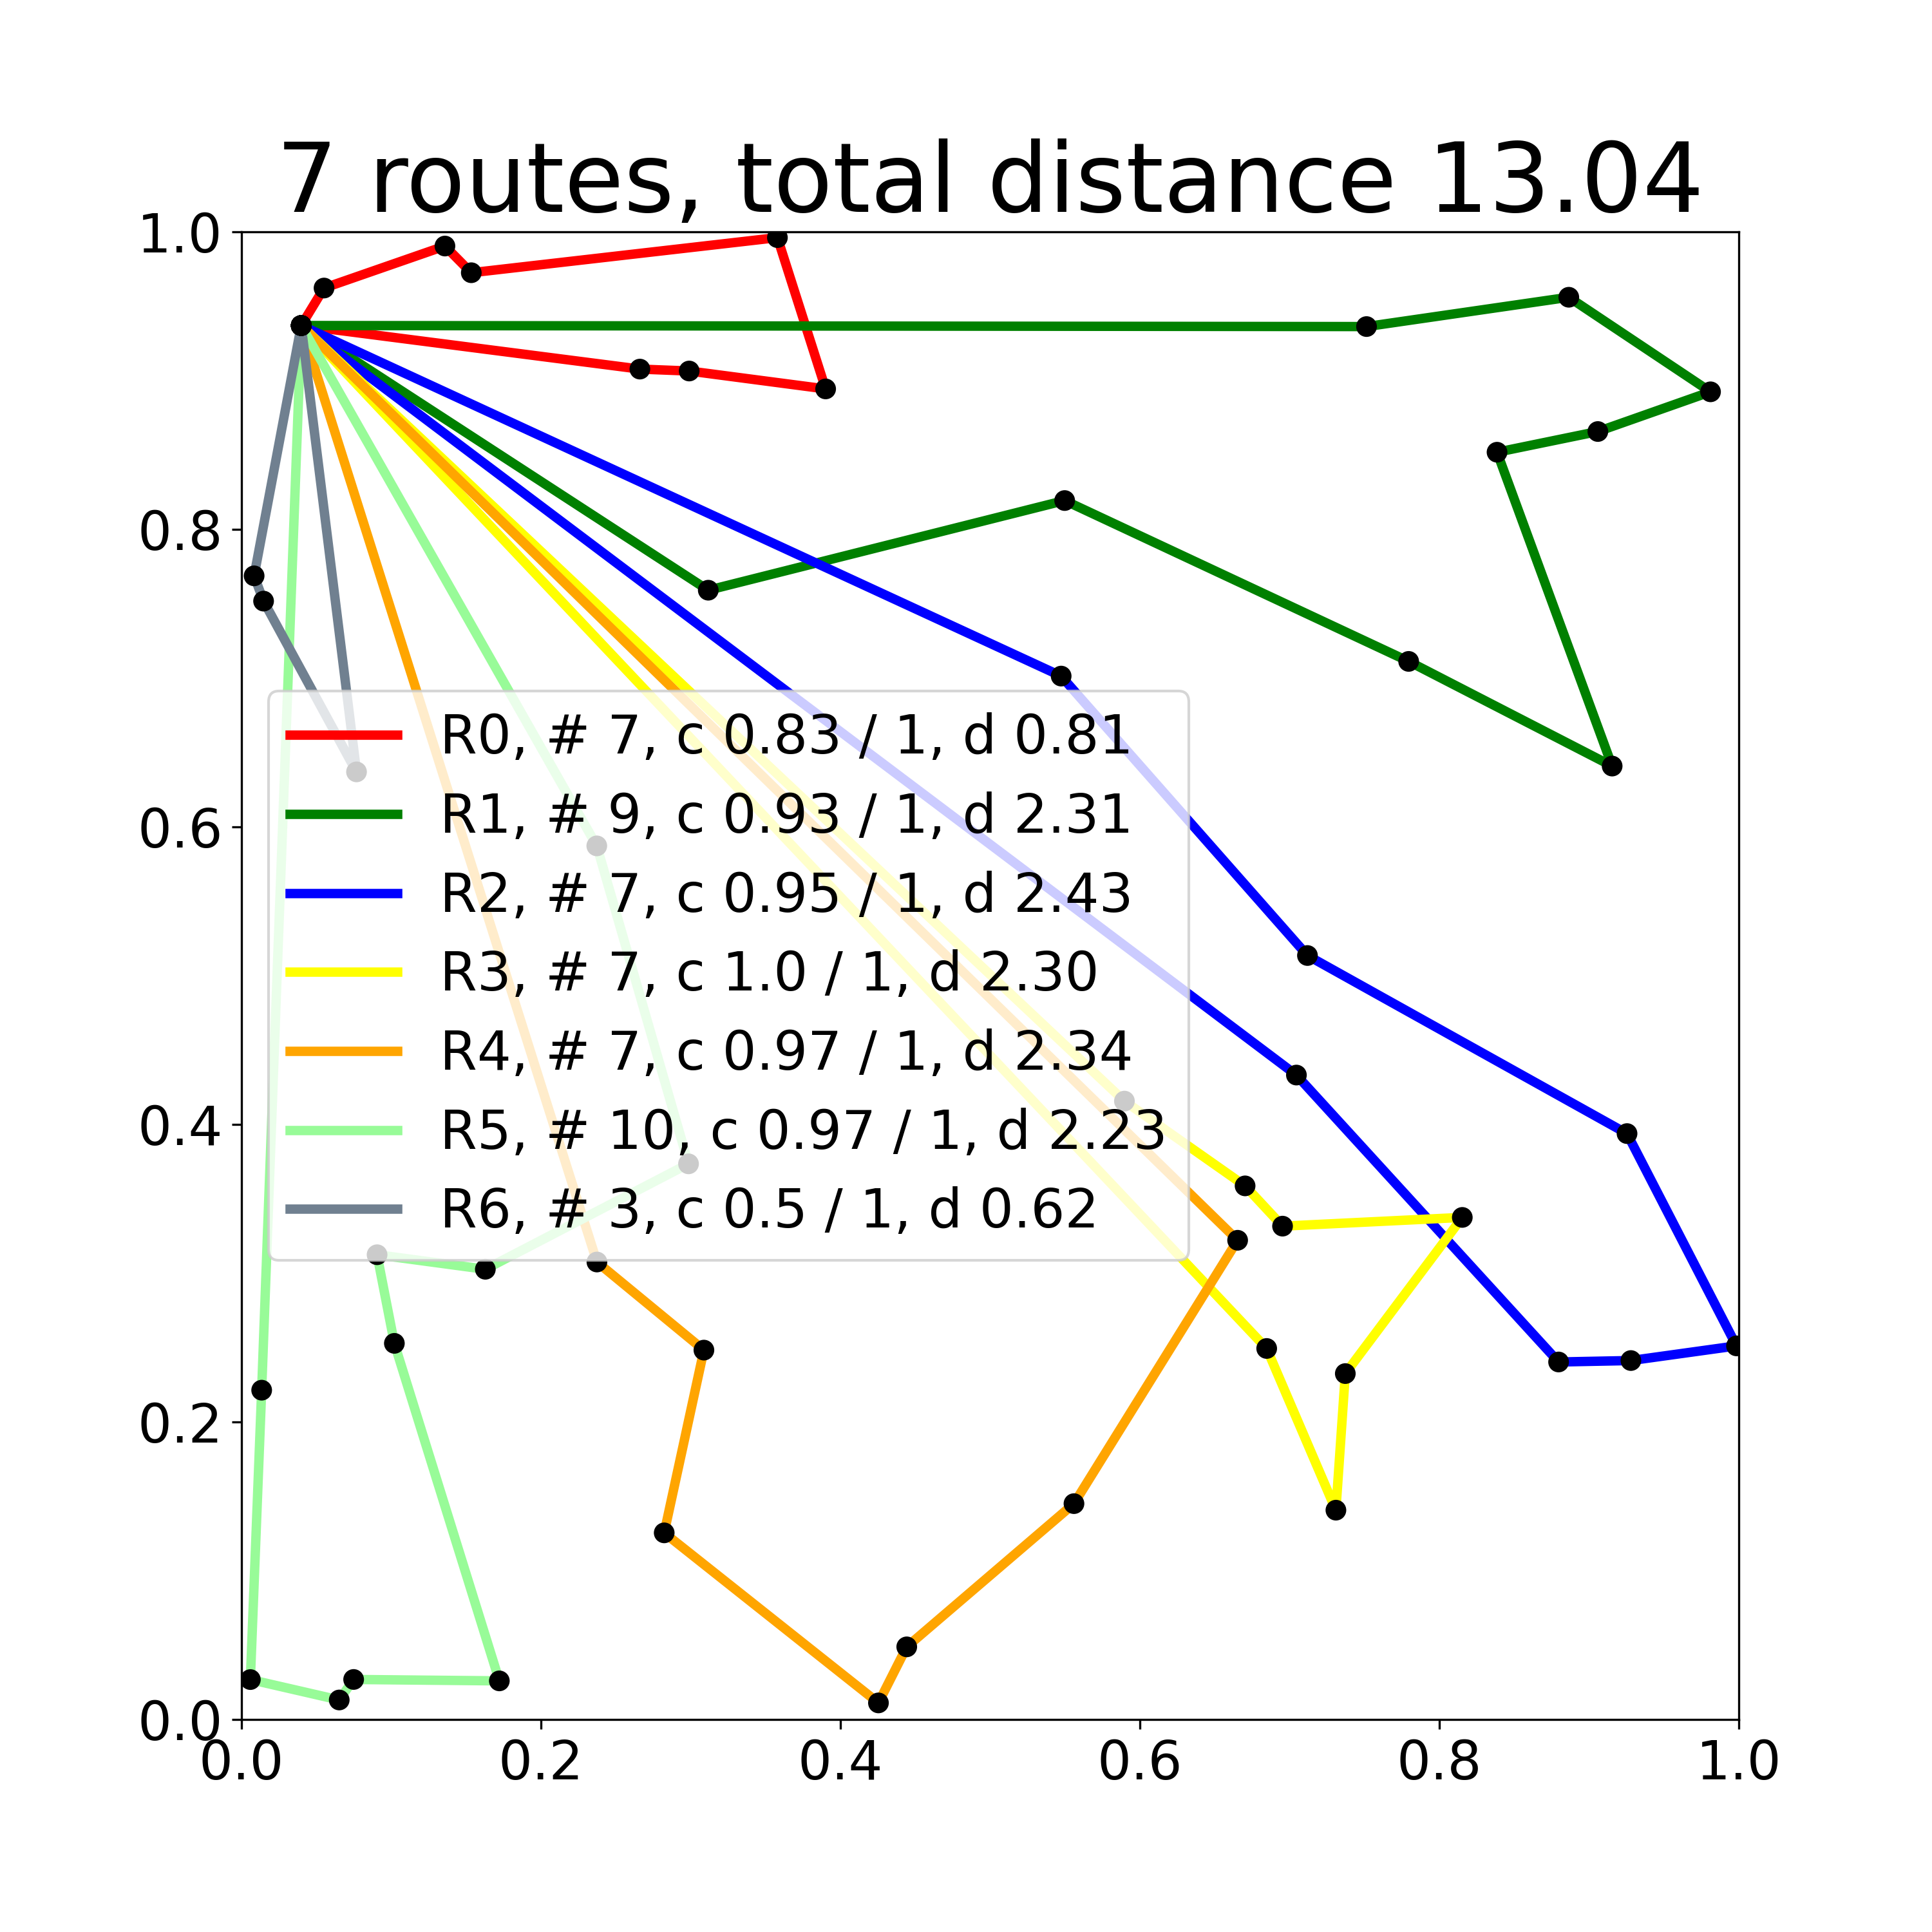 7 routes, total distance 13.04
1.0
0.8
0.6
0.4
0.2
0.0
R0, # 7, c 0.83 / 1, d 0.81
R1, # 9, c 0.93 / 1, d 2.31
R2, # 7, c 0.95 / 1, d 2.43
R3, # 7, c 1.0 / 1, d 2.30
R4, # 7, c 0.97 / 1, d 2.34
R5, # 10, c 0.97 / 1, d 2.23
R6, # 3, c 0.5 / 1, d 0.62
0.0 0.2 0.4 0.6 0.8 1.0